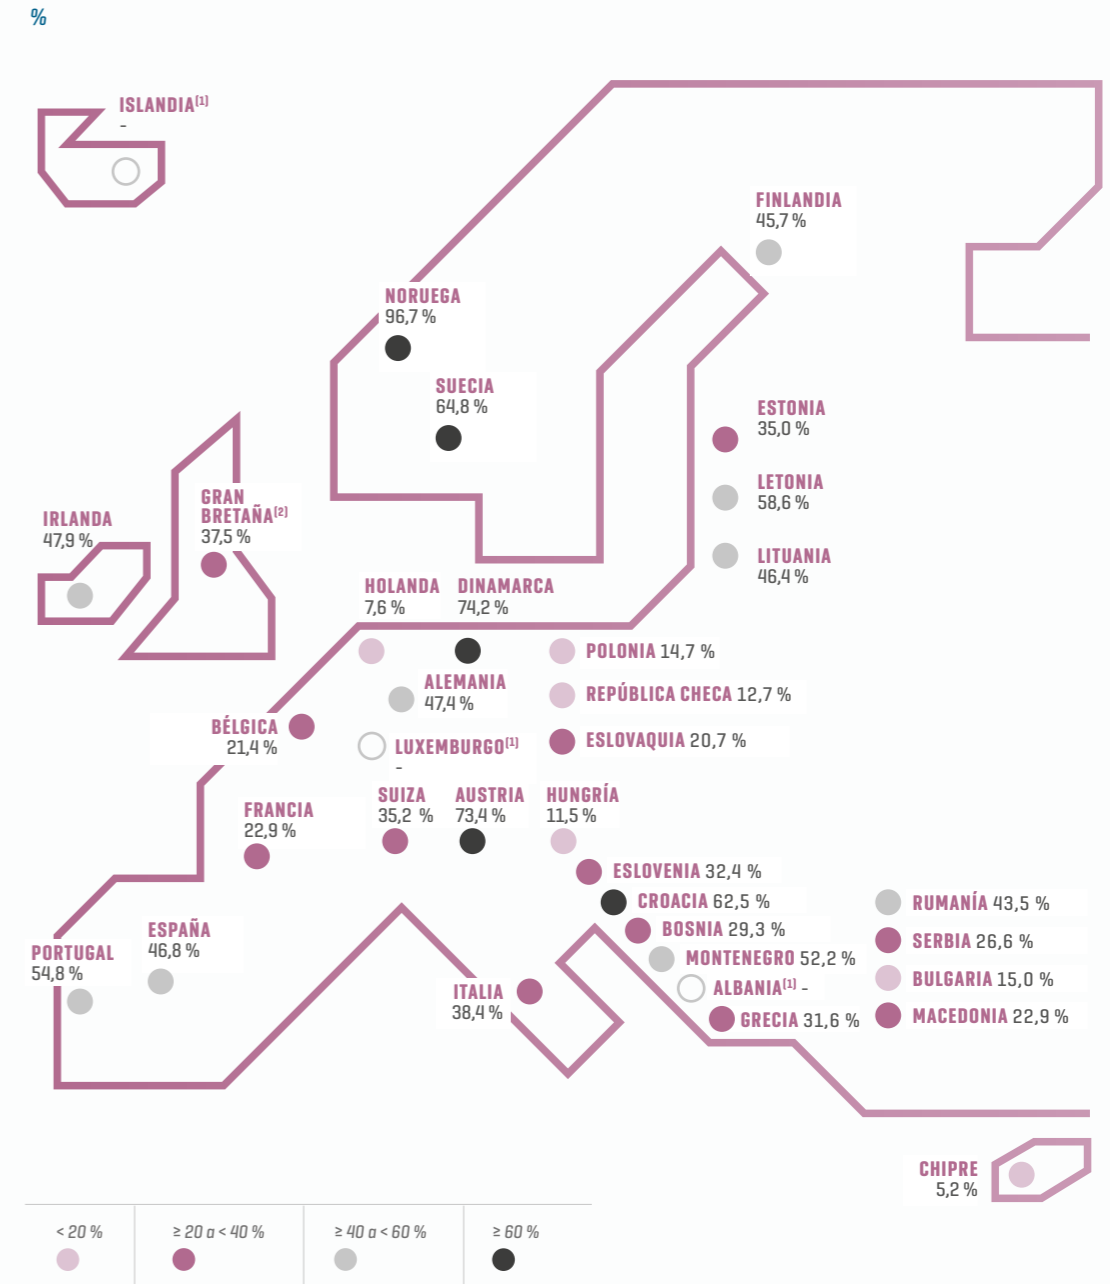 %
ISLANDIA(1)
-
FINLANDIA
45,7 %
NORUEGA
96,7 %
SUECIA
64,8 %
ESTONIA
35,0 %
LETONIA
58,6 %
LITUANIA
46,4 %
GRAN
BRETAÑA(2)
37,5 %
IRLANDA
47,9 %
HOLANDA
7,6 %
DINAMARCA
74,2 %
POLONIA 14,7 %
ALEMANIA
47,4 %
REPÚBLICA CHECA 12,7 %
BÉLGICA
21,4 %
LUXEMBURGO(1)
-
ESLOVAQUIA 20,7 %
FRANCIA
22,9 %
SUIZA
35,2 %
AUSTRIA
73,4 %
HUNGRÍA
11,5 %
ESLOVENIA 32,4 %
CROACIA 62,5 %
BOSNIA 29,3 %
MONTENEGRO 52,2 %
ALBANIA(1) -
GRECIA 31,6 %
RUMANÍA 43,5 %
SERBIA 26,6 %
BULGARIA 15,0 %
MACEDONIA 22,9 %
PORTUGAL
54,8 %
ESPAÑA
46,8 %
ITALIA
38,4 %
CHIPRE
5,2 %
< 20 %
≥ 20 a < 40 %
≥ 40 a < 60 %
≥ 60 %